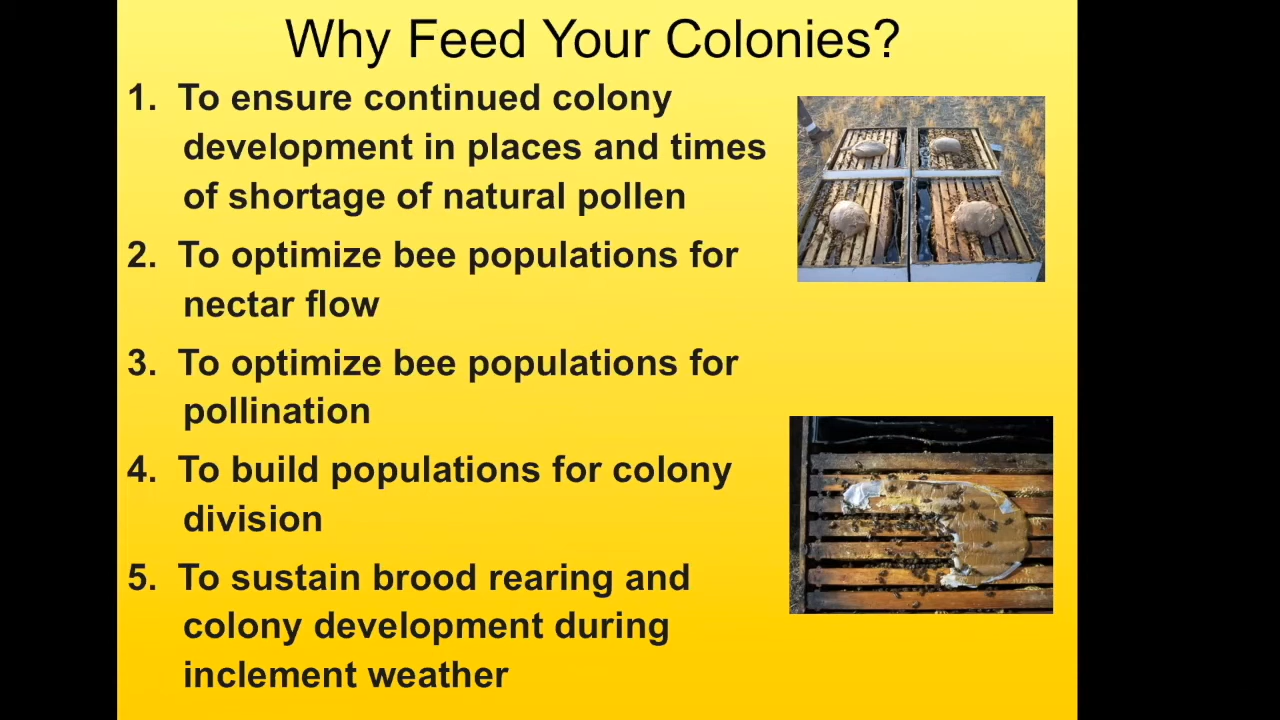 Why Feed Your Colonies?
1. To ensure continued colony
development in places and times
of shortage of natural pollen
2. To optimize bee populations for
nectar flow
3. To optimize bee populations for
pollination
4. To build populations for colony
division
5. To sustain brood rearing and
colony development during
inclement weather